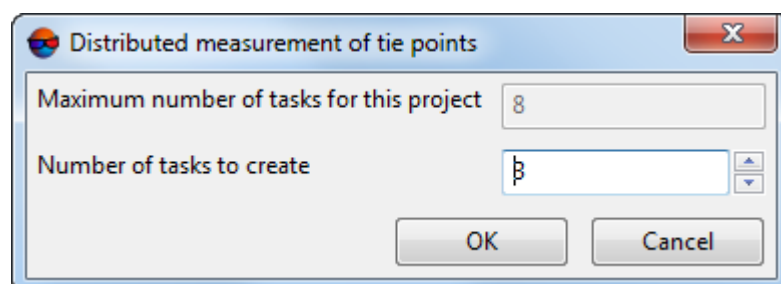 Distributed measurement of tie points
Maximum number of tasks for this project
8
Number of tasks to create
OK
Cancel